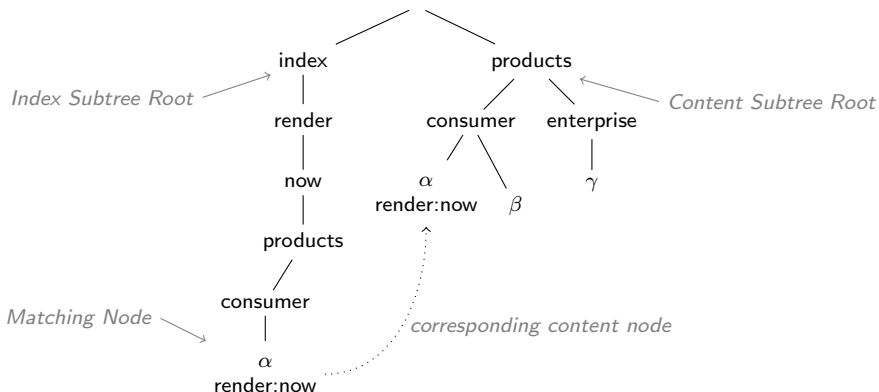 index
products
Index Subtree Root
Content Subtree Root
render
consumer
enterprise
now
α
render:now
β
γ
products
consumer
Matching Node
corresponding content node
α
render:now